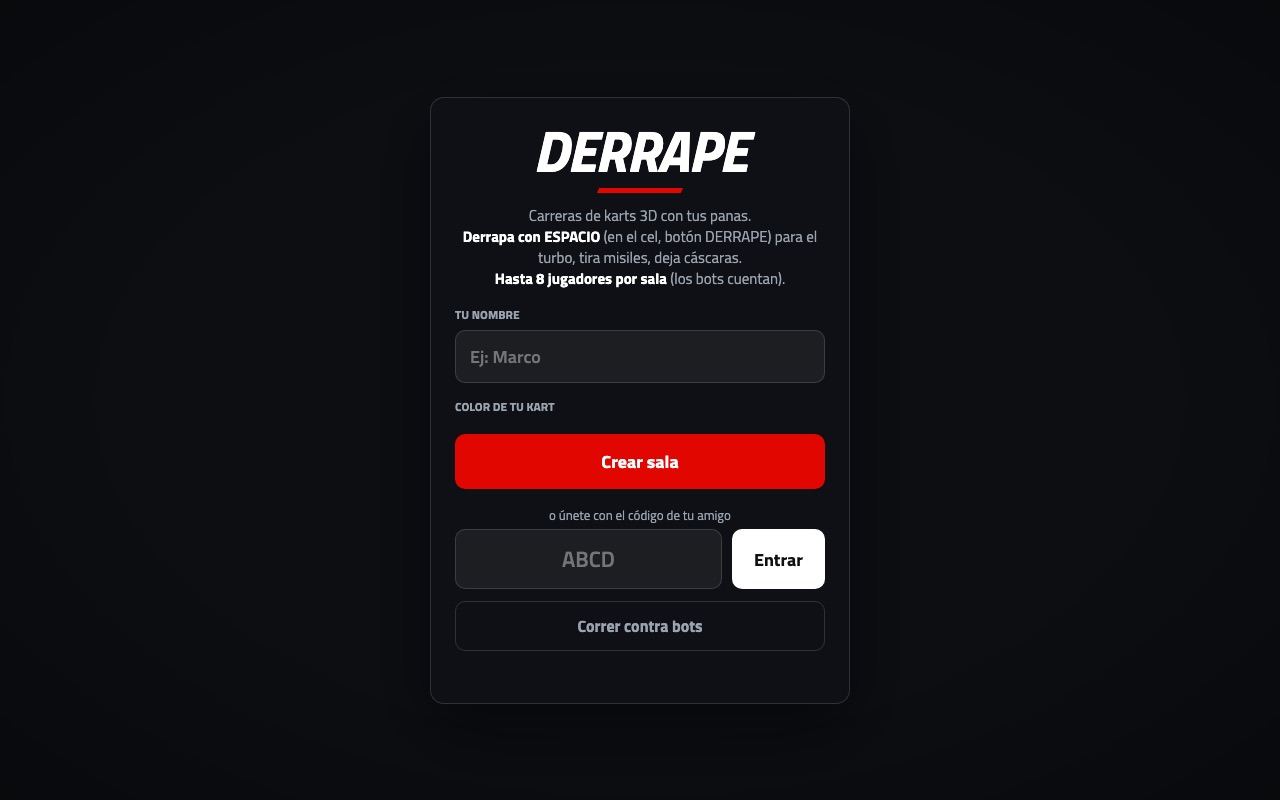 DERRAPE
Carreras de karts 3D con tus panas.
Derrapa con ESPACIO (en el cel, botón DERRAPE) para el
turbo, tira misiles, deja cáscaras.
Hasta 8 jugadores por sala (los bots cuentan).
TU NOMBRE
Ej: Marco
COLOR DE TU KART
Crear sala
o únete con el código de tu amigo
ABCD
Entrar
Correr contra bots